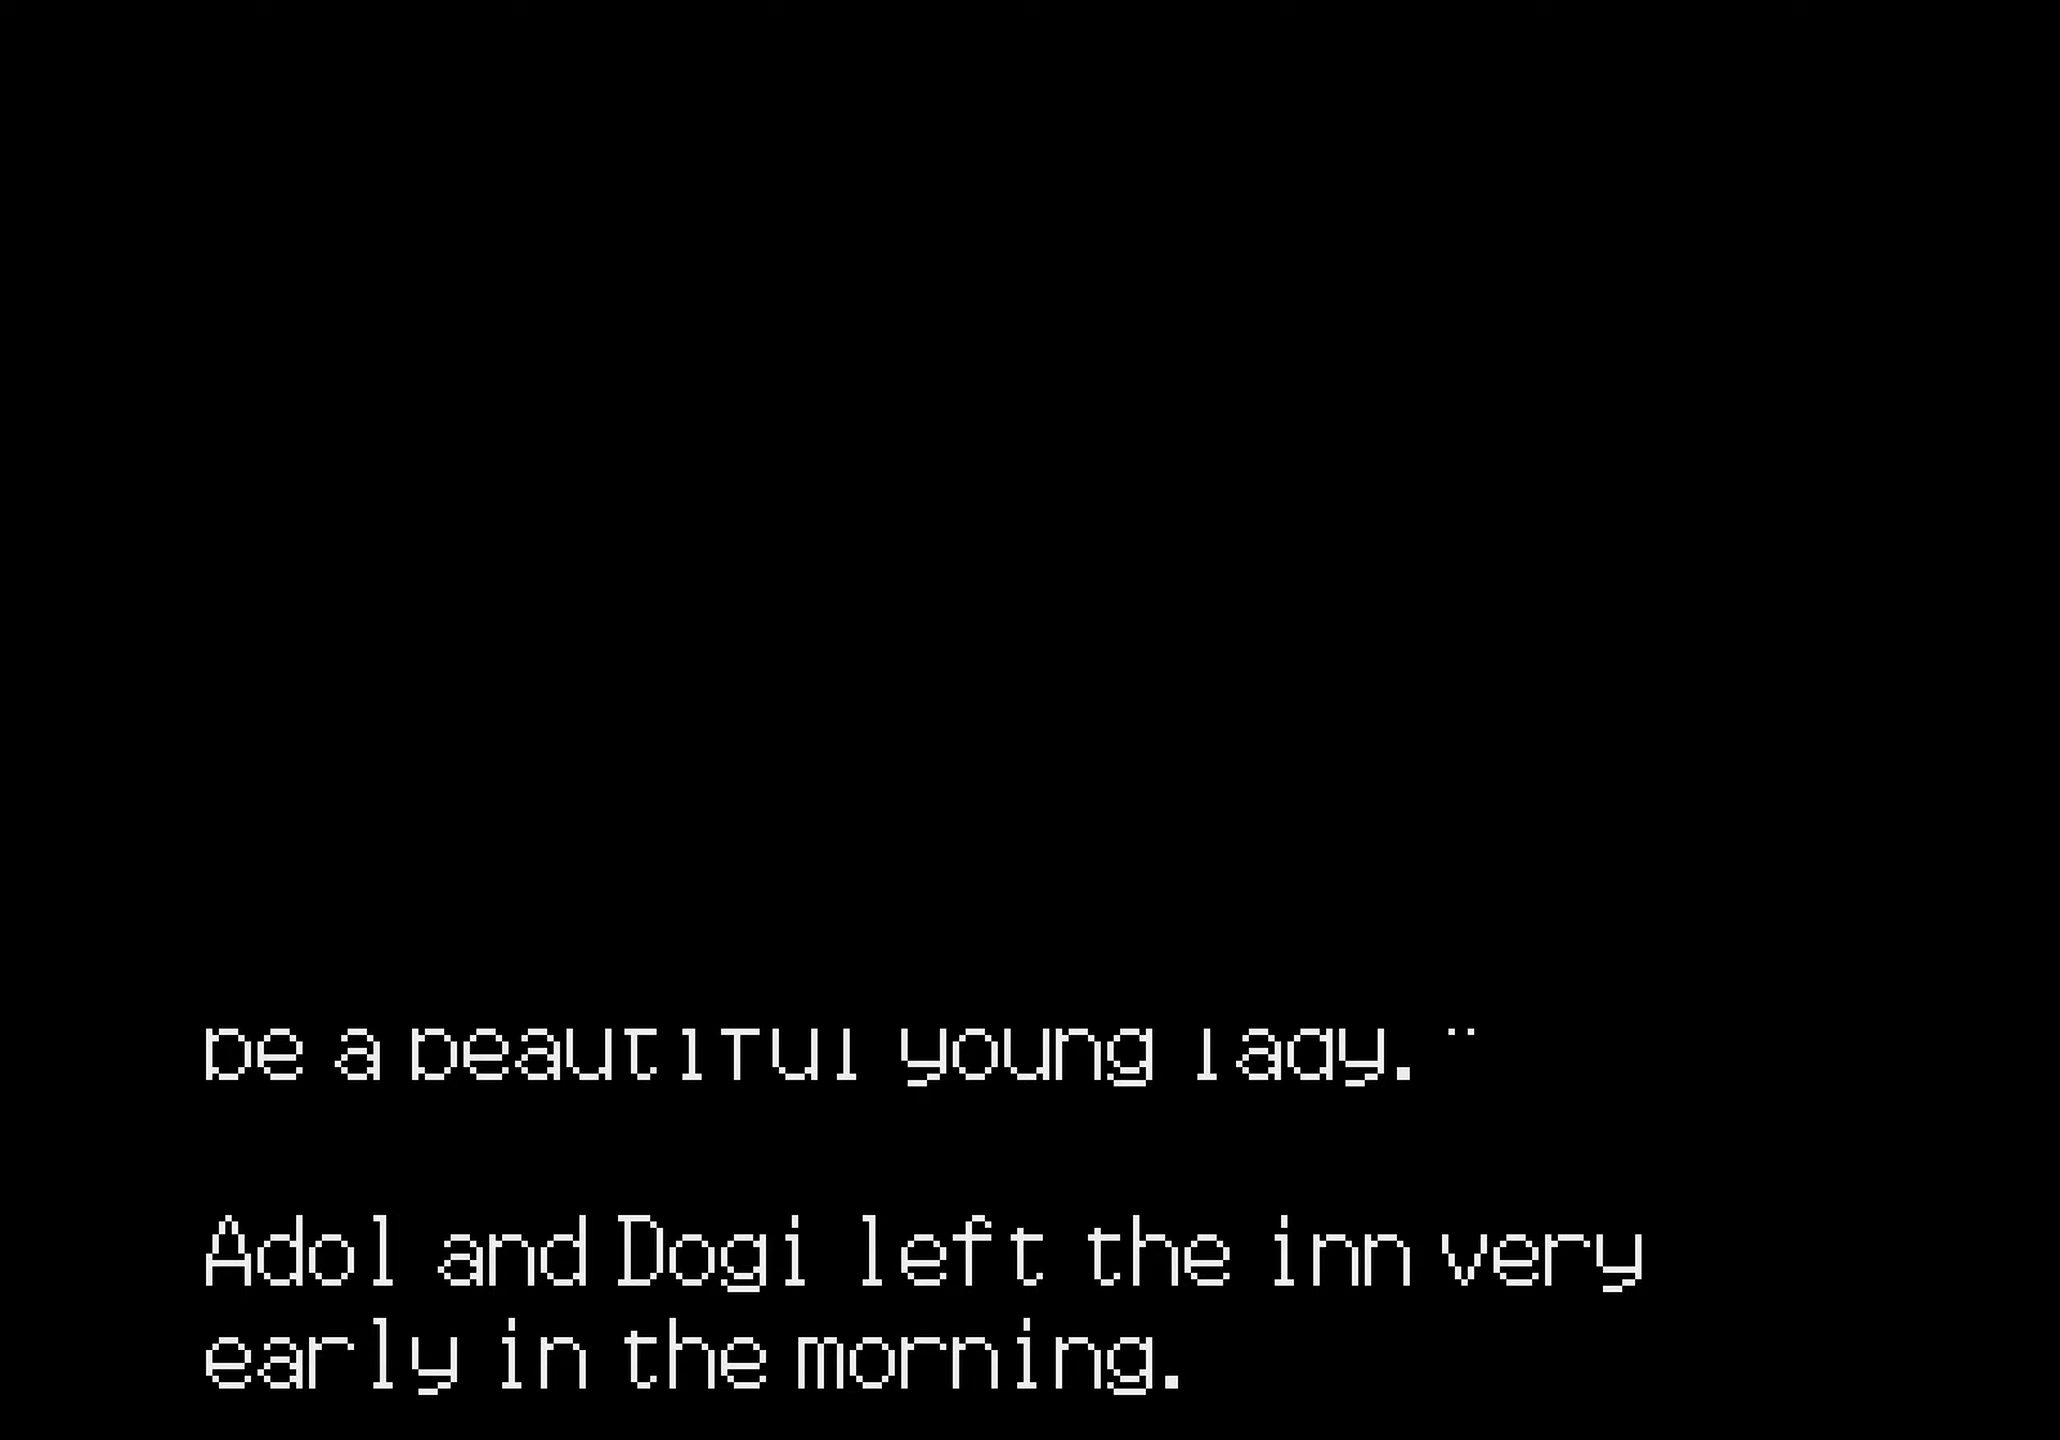 be a beautiful young lady."
Adol and Dogi left the inn very
early in the morning.